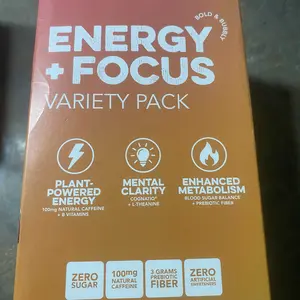 BOLD & BUBBLY
ENERGY
+ FOCUS
VARIETY PACK
PLANT-
POWERED
ENERGY
100mg NATURAL CAFFEINE
+ B VITAMINS
MENTAL
CLARITY
COGNATIQ™
+ L-THEANINE
ENHANCED
METABOLISM
BLOOD SUGAR BALANCE
+ PREBIOTIC FIBER
ZERO
SUGAR
100mg
NATURAL
CAFFEINE
3 GRAMS
PREBIOTIC
FIBER
ZERO
ARTIFICIAL
SWEETENERS